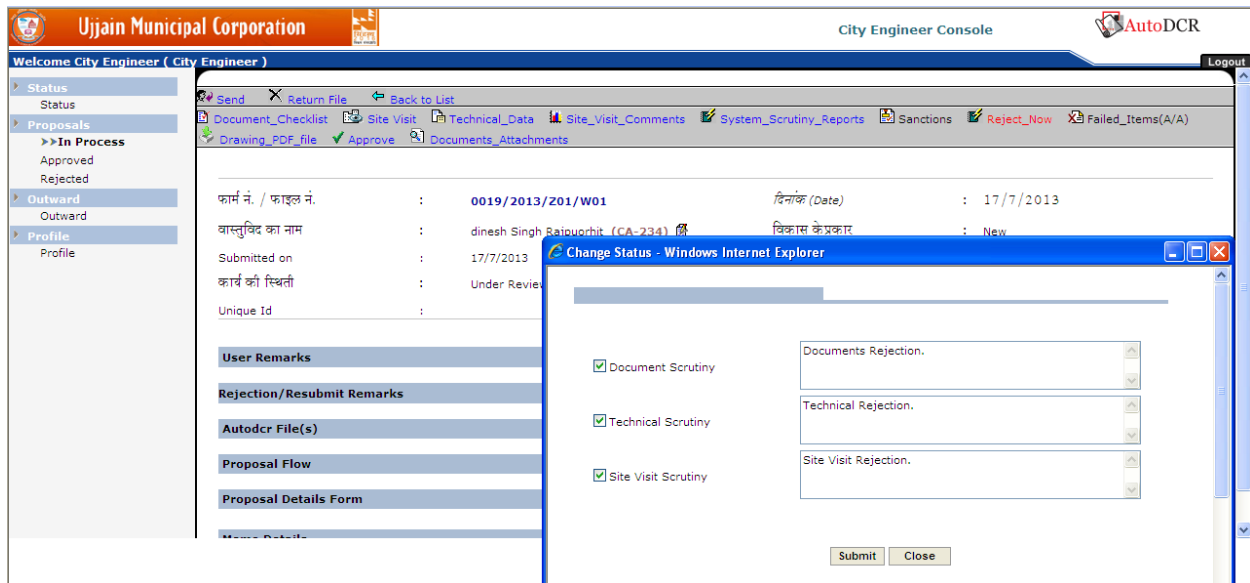 Ujjain Municipal Corporation
City Engineer Console
AutoDCR
Welcome City Engineer ( City Engineer )
Logout
Status
Status
Proposals
>>In Process
Approved
Rejected
Outward
Outward
Profile
Profile
Send Return File Back to List
Document_Checklist Site Visit Technical_Data Site_Visit_Comments System_Scrutiny_Reports Sanctions Reject_Now Failed_Items(A/A)
Drawing_PDF_file Approve Documents_Attachments
फार्म नं. / फाइल नं. : 0019/2013/Z01/W01 दिनांक (Date) : 17/7/2013
वास्तुविद का नाम : dinesh Singh Rajpuorhit (CA-234) विकास केप्रकार : New
Submitted on : 17/7/2013
कार्य की स्थिती : Under Review
Unique Id :
User Remarks
Rejection/Resubmit Remarks
Autodcr File(s)
Proposal Flow
Proposal Details Form
Change Status - Windows Internet Explorer
Document Scrutiny Documents Rejection.
Technical Scrutiny Technical Rejection.
Site Visit Scrutiny Site Visit Rejection.
Submit Close